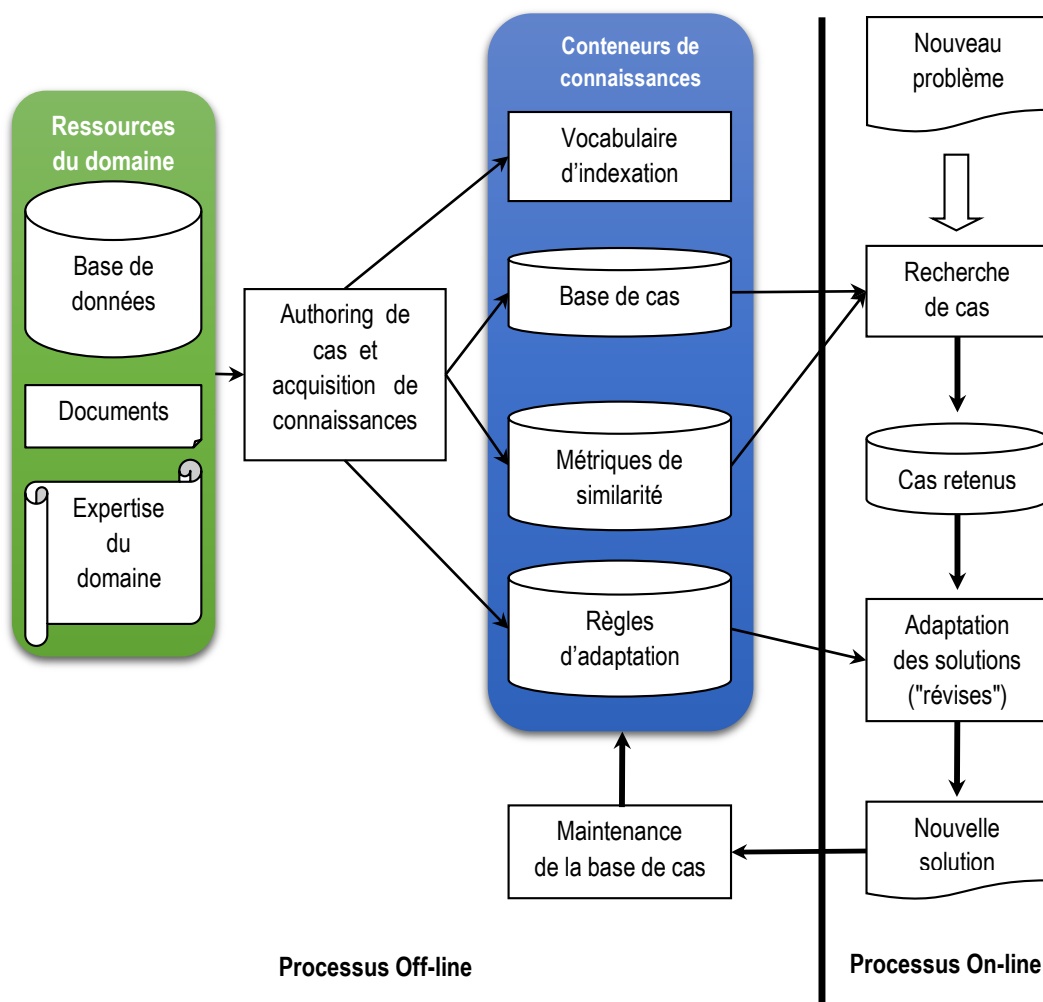 Ressources
du domaine
Base de
données
Documents
Expertise
du
domaine
Authoring de
cas et
acquisition de
connaissances
Conteneurs de
connaissances
Vocabulaire
d'indexation
Base de cas
Métriques de
similarité
Règles
d'adaptation
Maintenance
de la base de cas
Nouveau
problème
Recherche
de cas
Cas retenus
Adaptation
des solutions
("révises")
Nouvelle
solution
Processus Off-line
Processus On-line